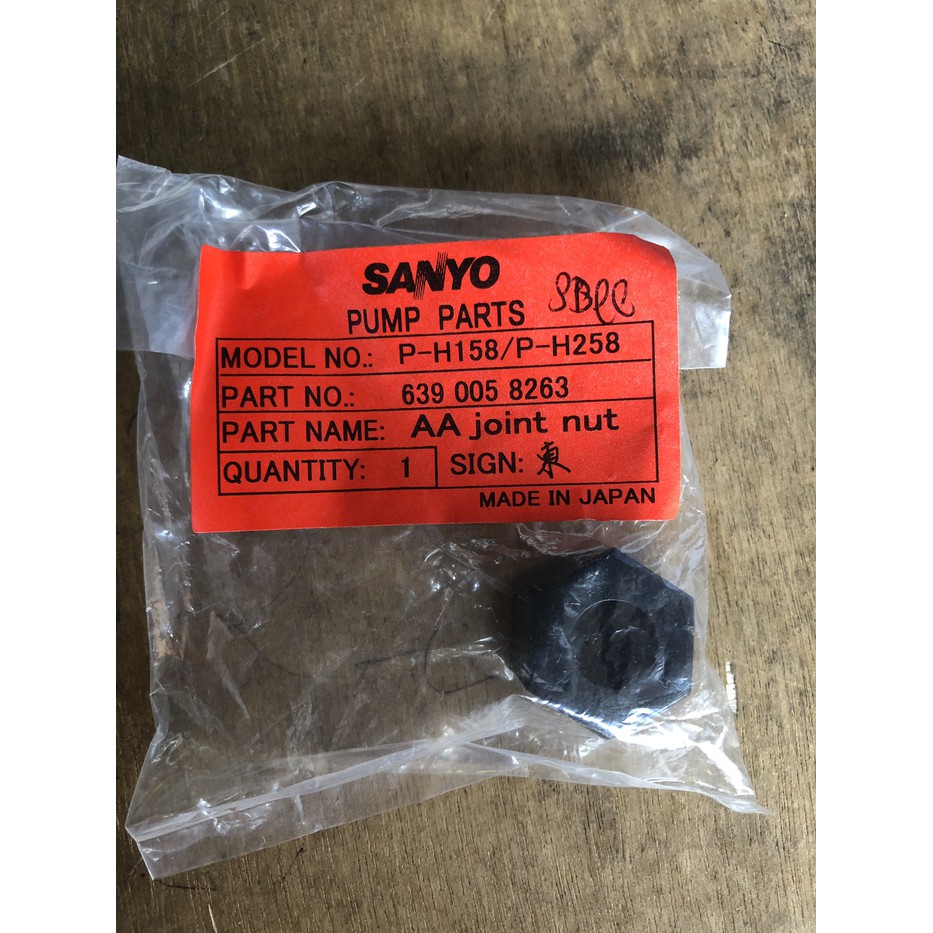 SANYO
PUMP PARTS
MODEL NO.: P-H158/P-H258
PART NO.: 639 005 8263
PART NAME: AA joint nut
QUANTITY: 1 SIGN: 東
MADE IN JAPAN